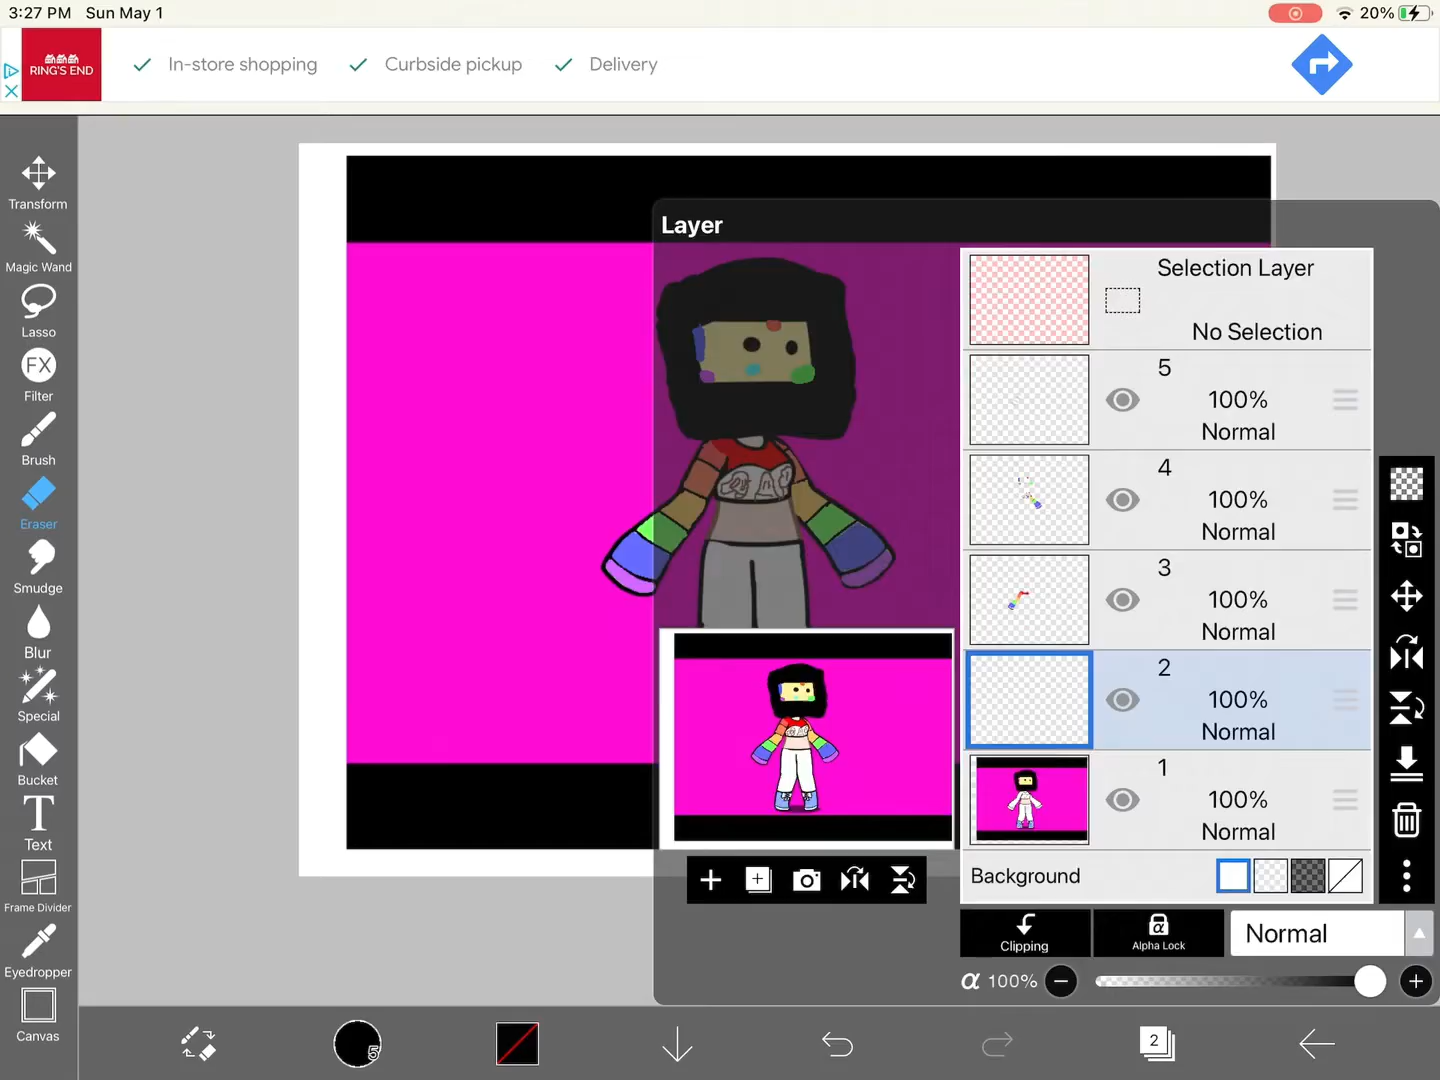 3:27 PM Sun May 1
20%
RING'S END
In-store shopping
Curbside pickup
Delivery
Transform
Magic Wand
Lasso
FX
Filter
Brush
Eraser
Smudge
Blur
Special
Bucket
T
Text
Frame Divider
Eyedropper
Canvas
Layer
Selection Layer
No Selection
5
100%
Normal
4
100%
Normal
3
100%
Normal
2
100%
Normal
1
100%
Normal
Background
Clipping
α
Alpha Lock
Normal
α 100%
5
2